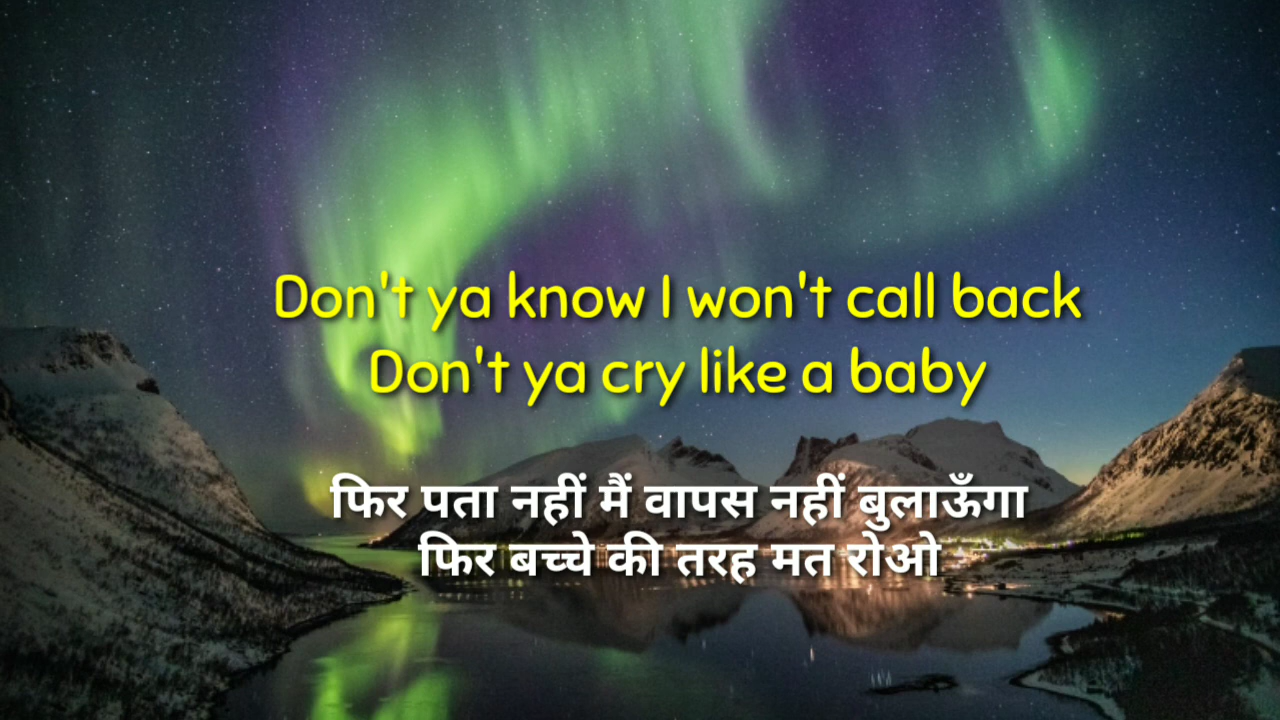 Don't ya know I won't call back
Don't ya cry like a baby
फिर पता नहीं मैं वापस नहीं बुलाऊँगा
फिर बच्चे की तरह मत रोओ